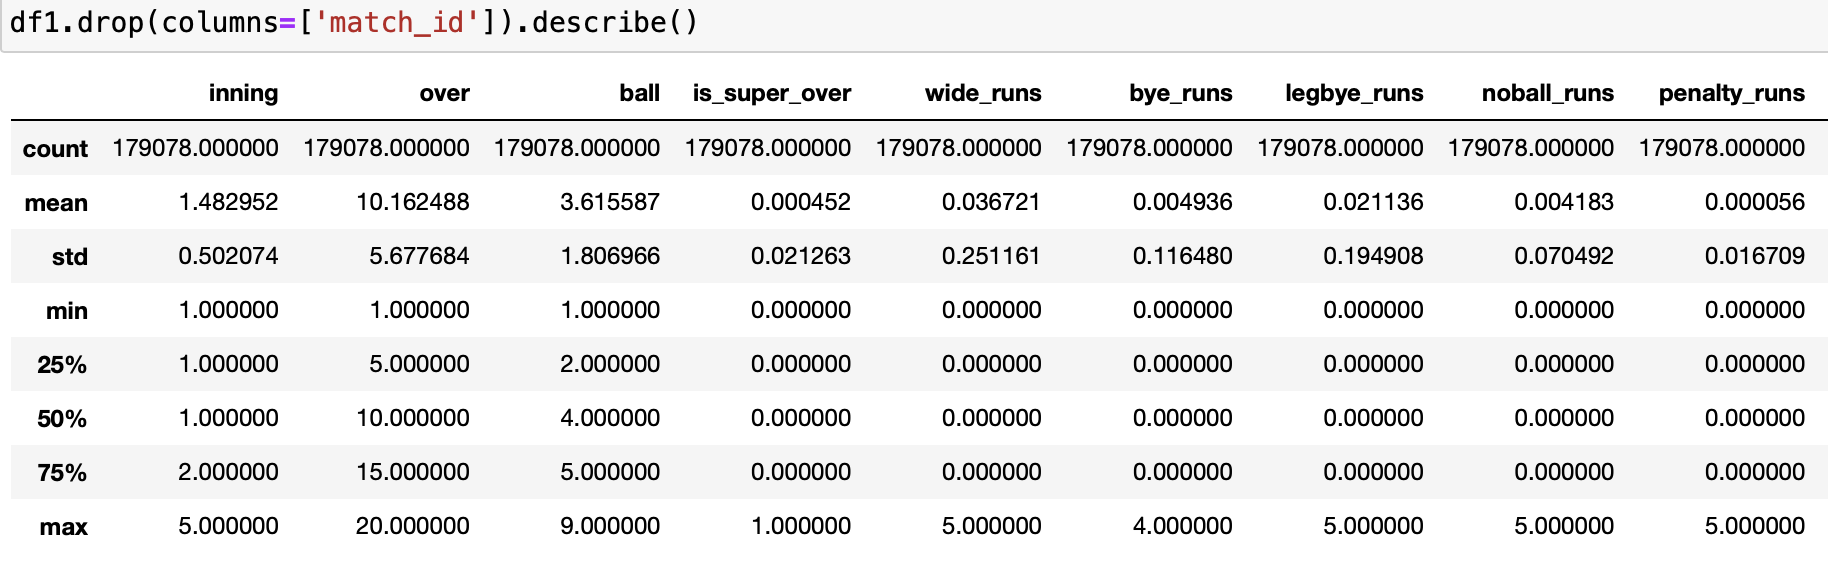 df1.drop(columns=['match_id']).describe()
inning over ball is_super_over wide_runs bye_runs legbye_runs noball_runs penalty_runs
count 179078.000000 179078.000000 179078.000000 179078.000000 179078.000000 179078.000000 179078.000000 179078.000000 179078.000000
mean 1.482952 10.162488 3.615587 0.000452 0.036721 0.004936 0.021136 0.004183 0.000056
std 0.502074 5.677684 1.806966 0.021263 0.251161 0.116480 0.194908 0.070492 0.016709
min 1.000000 1.000000 1.000000 0.000000 0.000000 0.000000 0.000000 0.000000 0.000000
25% 1.000000 5.000000 2.000000 0.000000 0.000000 0.000000 0.000000 0.000000 0.000000
50% 1.000000 10.000000 4.000000 0.000000 0.000000 0.000000 0.000000 0.000000 0.000000
75% 2.000000 15.000000 5.000000 0.000000 0.000000 0.000000 0.000000 0.000000 0.000000
max 5.000000 20.000000 9.000000 1.000000 5.000000 4.000000 5.000000 5.000000 5.000000